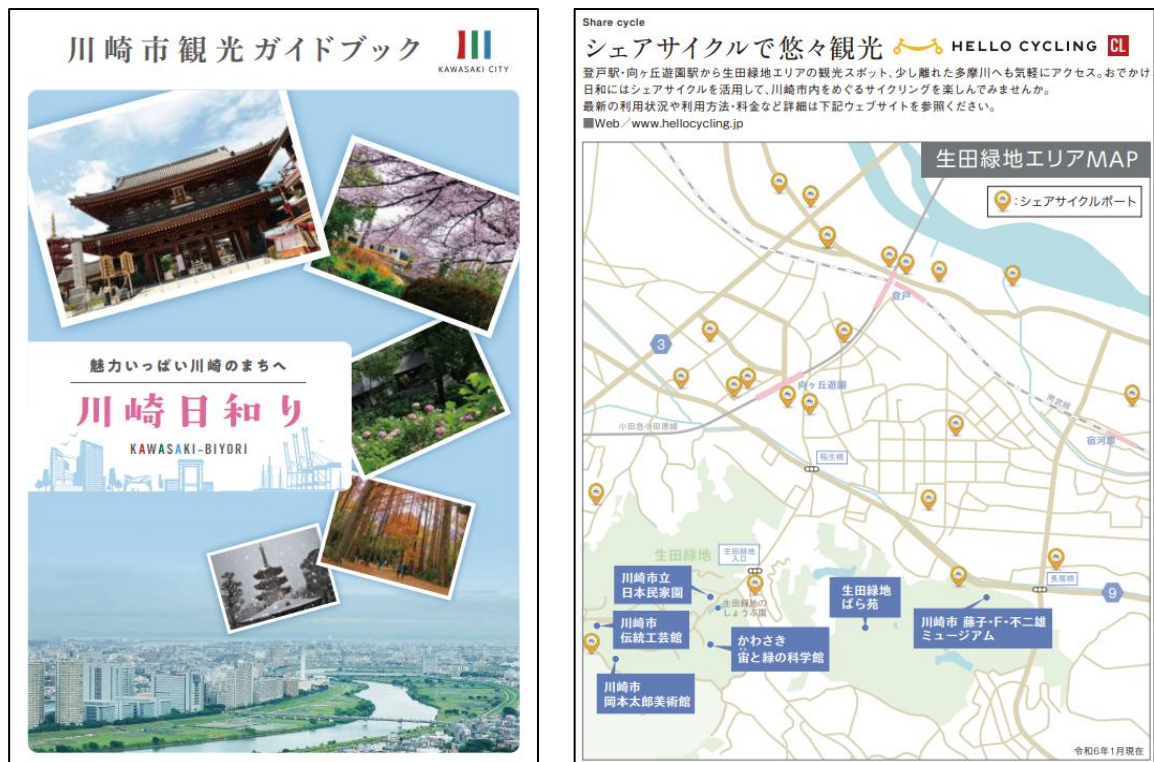 川崎市観光ガイドブック
KAWASAKI CITY
魅力いっぱい川崎のまちへ
川崎日和り
KAWASAKI-BIYORI
Share cycle
シェアサイクルで悠々観光
HELLO CYCLING CL
登戸駅・向ヶ丘遊園駅から生田緑地エリアの観光スポット、少し離れた多摩川へも気軽にアクセス。おでかけ
日和にはシェアサイクルを活用して、川崎市内をめぐるサイクリングを楽しんでみませんか。
最新の利用状況や利用方法・料金など詳細は下記ウェブサイトを参照ください。
■Web／www.hellocycling.jp
生田緑地エリアMAP
：シェアサイクルポート
登戸
3
向ヶ丘遊園
小田急小田原線
南武線
宿河原
稲生橋
生田緑地
生田緑地
入口
長尾橋
9
川崎市立
日本民家園
生田緑地の
しょうぶ園
生田緑地
ばら苑
川崎市 藤子・F・不二雄
ミュージアム
川崎市
伝統工芸館
かわさき
宙と緑の科学館
川崎市
岡本太郎美術館
令和6年1月現在